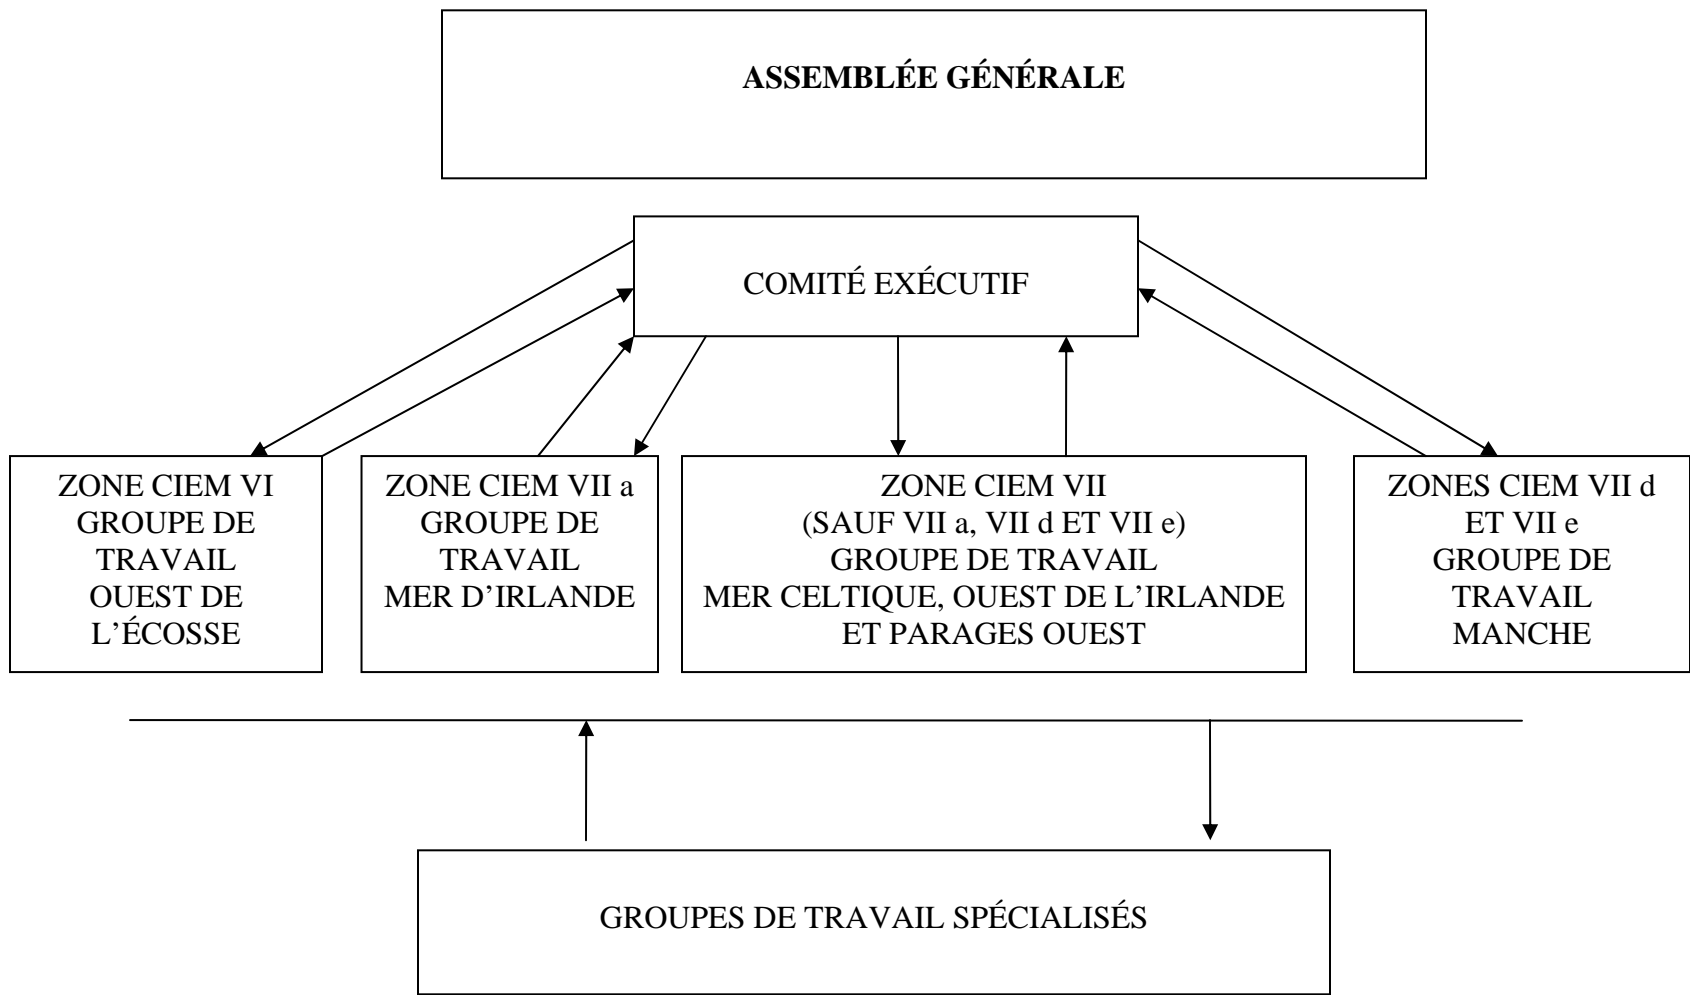 ASSEMBLÉE GÉNÉRALE
COMITÉ EXÉCUTIF
ZONE CIEM VI
GROUPE DE
TRAVAIL
OUEST DE
L’ÉCOSSE
ZONE CIEM VII a
GROUPE DE
TRAVAIL
MER D’IRLANDE
ZONE CIEM VII
(SAUF VII a, VII d ET VII e)
GROUPE DE TRAVAIL
MER CELTIQUE, OUEST DE L’IRLANDE
ET PARAGES OUEST
ZONES CIEM VII d
ET VII e
GROUPE DE
TRAVAIL
MANCHE
GROUPES DE TRAVAIL SPÉCIALISÉS